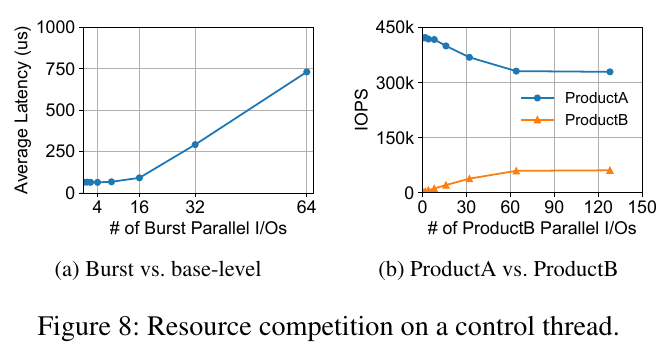 1000
750
500
250
0
4
16
32
64
Average Latency (us)
# of Burst Parallel I/Os
(a) Burst vs. base-level
450k
300k
150k
0
0
30
60
90
120
150
IOPS
ProductA
ProductB
# of ProductB Parallel I/Os
(b) ProductA vs. ProductB
Figure 8: Resource competition on a control thread.